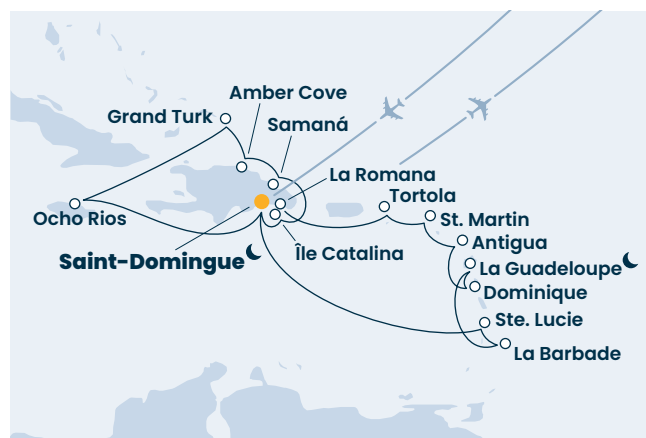 Amber Cove
Grand Turk
Samaná
La Romana
Tortola
Ocho Rios
St. Martin
Antigua
Saint-Domingue
Île Catalina
La Guadeloupe
Dominique
Ste. Lucie
La Barbade